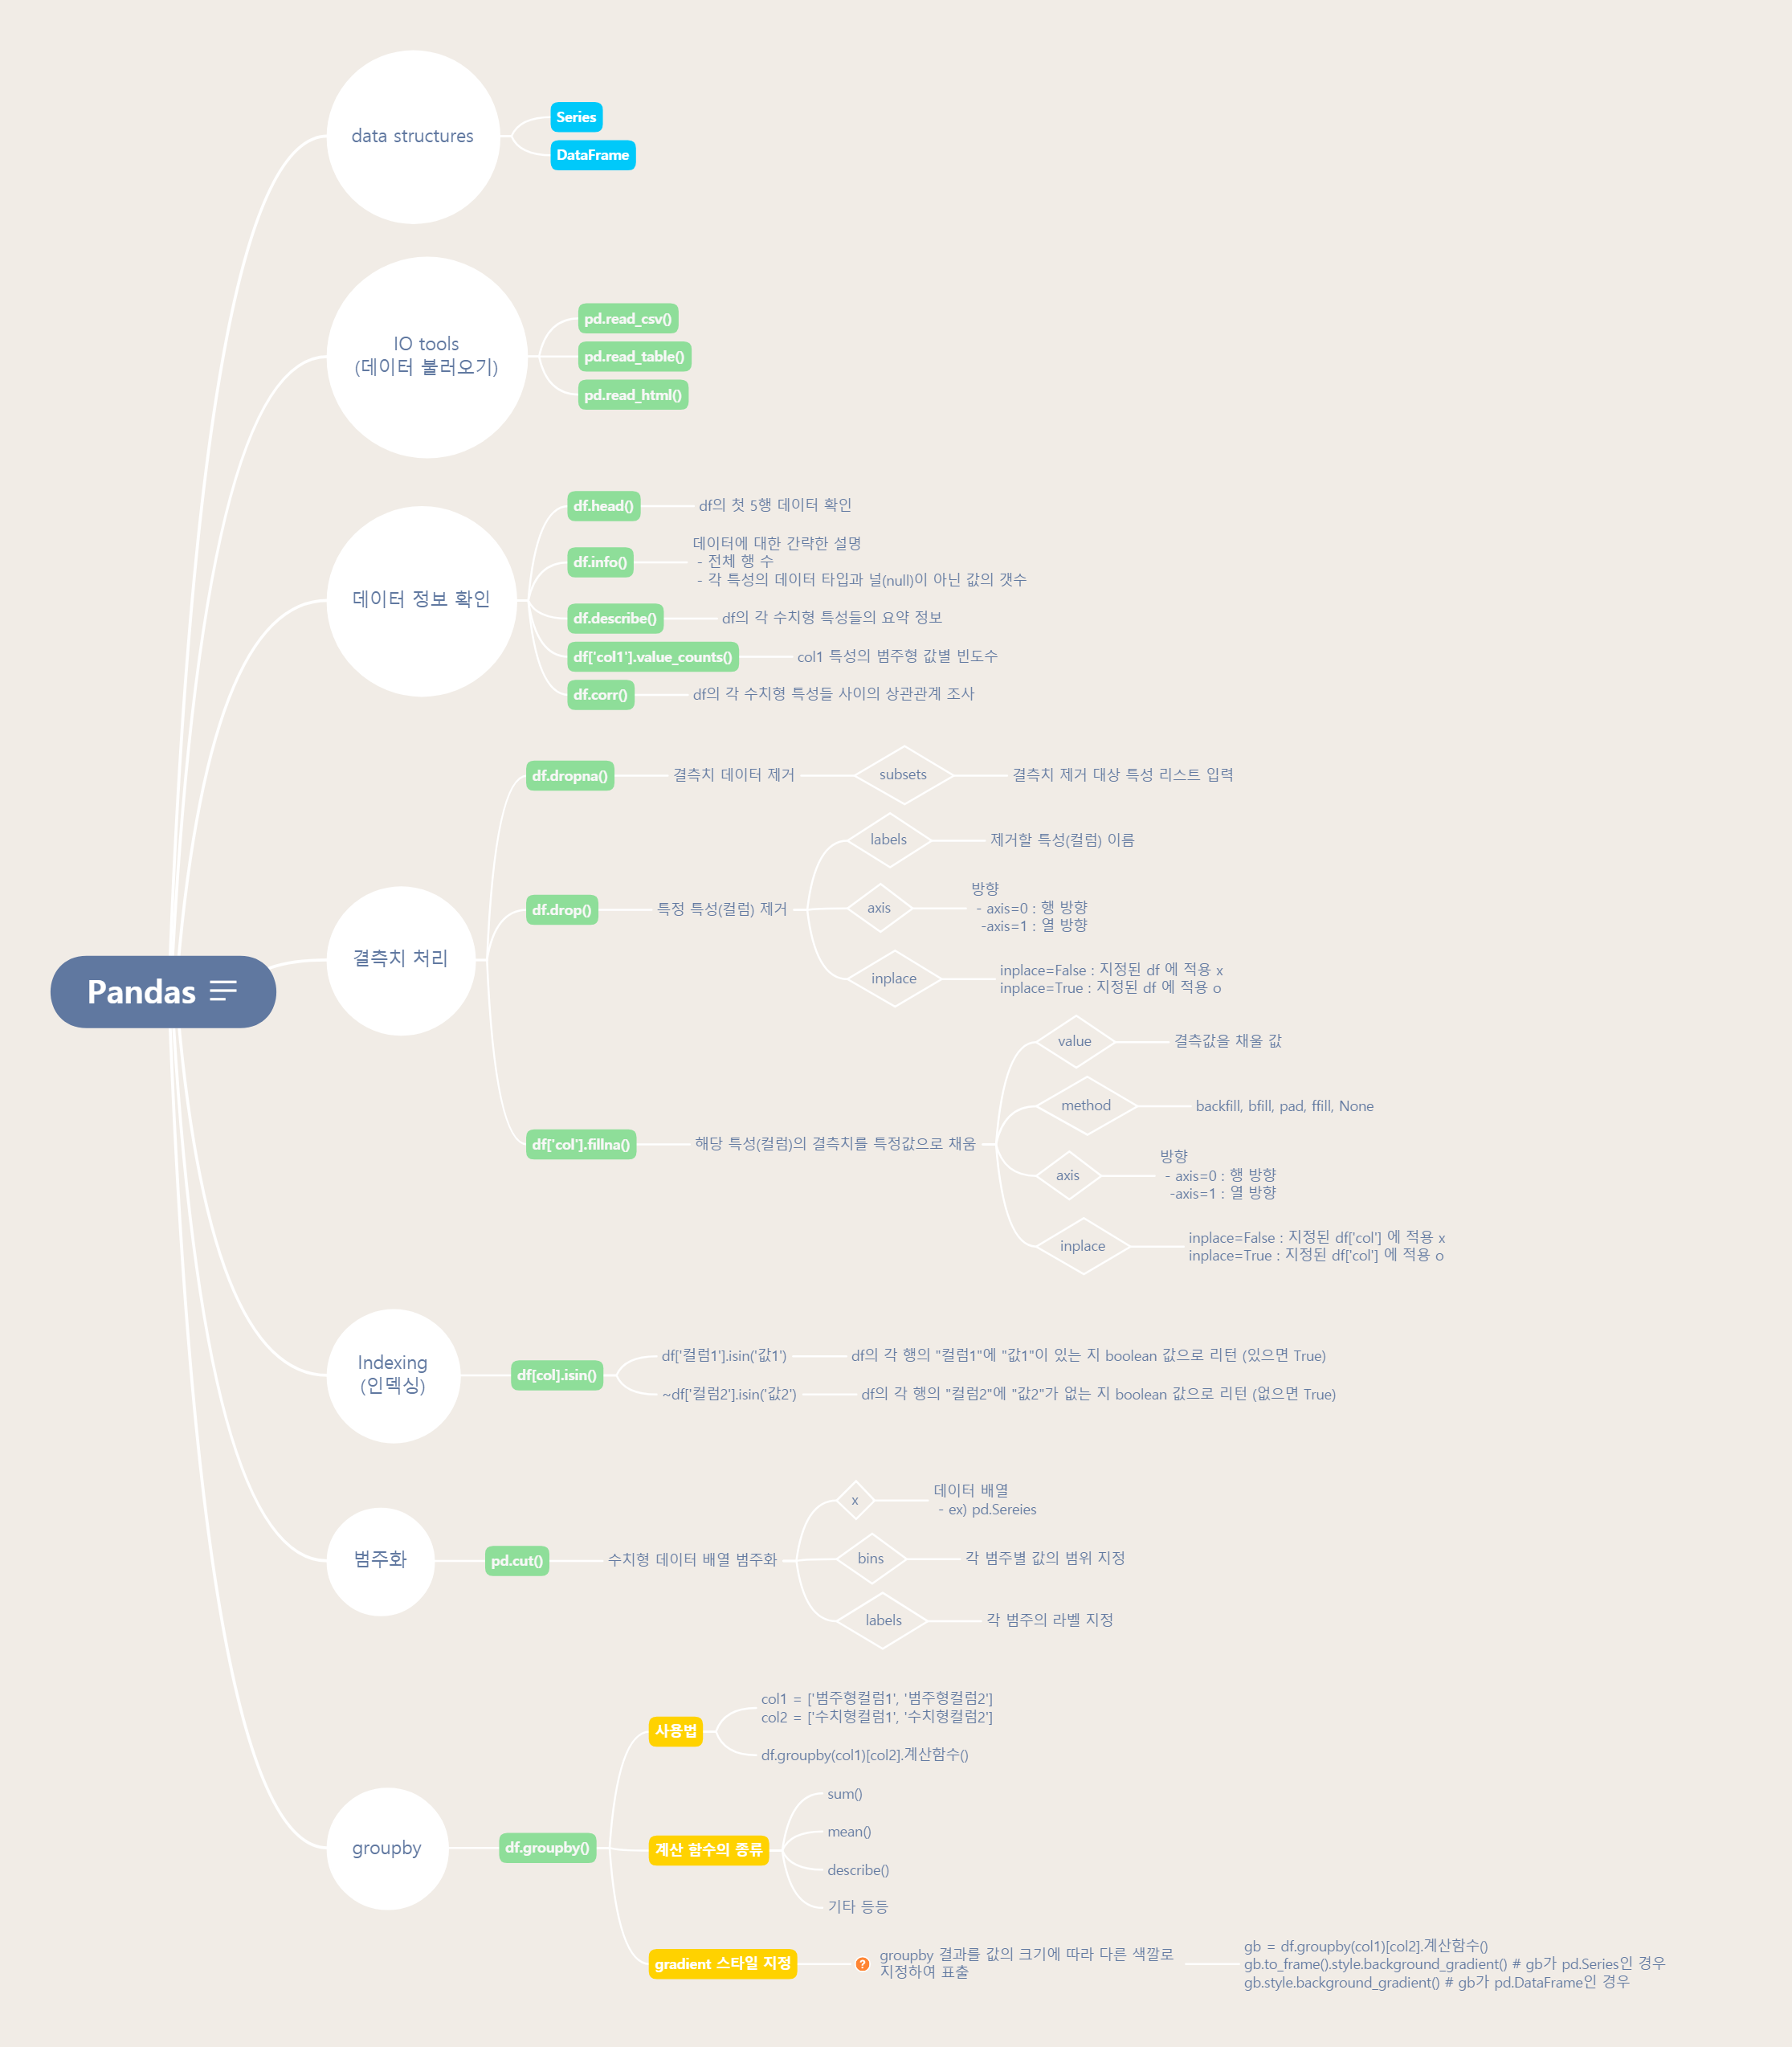 Pandas
data structures
Series
DataFrame
IO tools
(데이터 불러오기)
pd.read_csv()
pd.read_table()
pd.read_html()
데이터 정보 확인
df.head()
df의 첫 5행 데이터 확인
df.info()
데이터에 대한 간략한 설명
- 전체 행 수
- 각 특성의 데이터 타입과 널(null)이 아닌 값의 갯수
df.describe()
df의 각 수치형 특성들의 요약 정보
df['col1'].value_counts()
col1 특성의 범주형 값별 빈도수
df.corr()
df의 각 수치형 특성들 사이의 상관관계 조사
결측치 처리
df.dropna()
결측치 데이터 제거
subsets
결측치 제거 대상 특성 리스트 입력
df.drop()
특정 특성(컬럼) 제거
labels
제거할 특성(컬럼) 이름
axis
방향
- axis=0 : 행 방향
-axis=1 : 열 방향
inplace
inplace=False : 지정된 df 에 적용 x
inplace=True : 지정된 df 에 적용 o
df['col'].fillna()
해당 특성(컬럼)의 결측치를 특정값으로 채움
value
결측값을 채울 값
method
backfill, bfill, pad, ffill, None
axis
방향
- axis=0 : 행 방향
-axis=1 : 열 방향
inplace
inplace=False : 지정된 df['col'] 에 적용 x
inplace=True : 지정된 df['col'] 에 적용 o
Indexing
(인덱싱)
df[col].isin()
df['컬럼1'].isin('값1')
df의 각 행의 "컬럼1"에 "값1"이 있는 지 boolean 값으로 리턴 (있으면 True)
~df['컬럼2'].isin('값2')
df의 각 행의 "컬럼2"에 "값2"가 없는 지 boolean 값으로 리턴 (없으면 True)
범주화
pd.cut()
수치형 데이터 배열 범주화
x
데이터 배열
- ex) pd.Sereies
bins
각 범주별 값의 범위 지정
labels
각 범주의 라벨 지정
groupby
df.groupby()
사용법
col1 = ['범주형컬럼1', '범주형컬럼2']
col2 = ['수치형컬럼1', '수치형컬럼2']
df.groupby(col1)[col2].계산함수()
계산 함수의 종류
sum()
mean()
describe()
기타 등등
gradient 스타일 지정
?
groupby 결과를 값의 크기에 따라 다른 색깔로
지정하여 표출
gb = df.groupby(col1)[col2].계산함수()
gb.to_frame().style.background_gradient() # gb가 pd.Series인 경우
gb.style.background_gradient() # gb가 pd.DataFrame인 경우